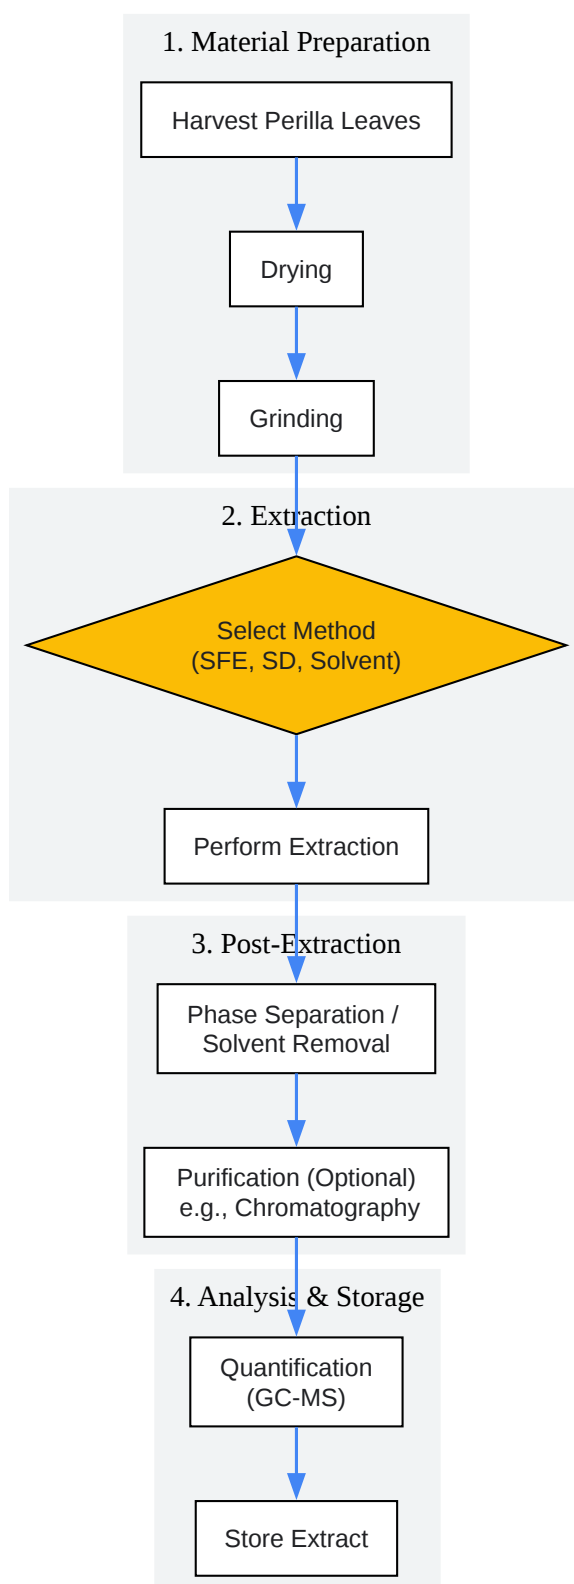 1. Material Preparation
Harvest Perilla Leaves
Drying
Grinding
2. Extraction
Select Method
(SFE, SD, Solvent)
Perform Extraction
3. Post-Extraction
Phase Separation /
Solvent Removal
Purification (Optional)
e.g., Chromatography
4. Analysis & Storage
Quantification
(GC-MS)
Store Extract